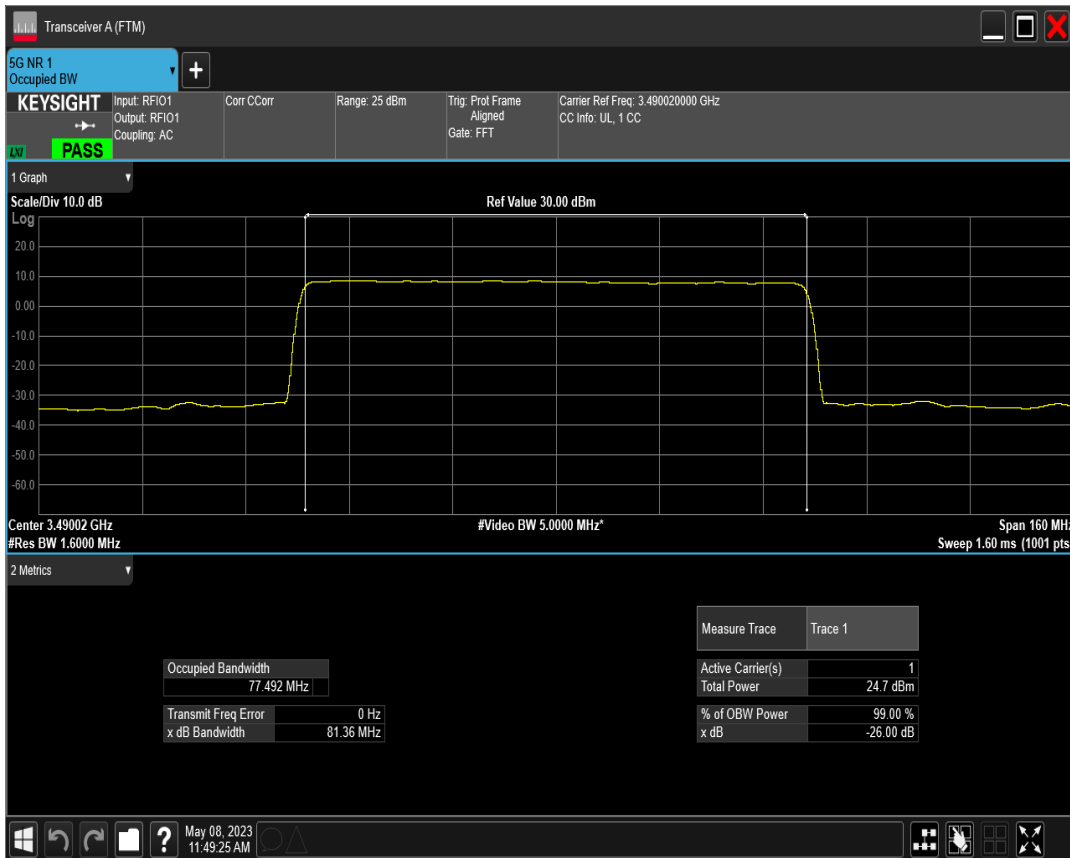 Transceiver A (FTM)
5G NR 1
Occupied BW
+
KEYSIGHT
Input: RFIO1
Output: RFIO1
Coupling: AC
Corr CCorr
Range: 25 dBm
Trig: Prot Frame
Aligned
Gate: FFT
Carrier Ref Freq: 3.490020000 GHz
CC Info: UL, 1 CC
LXI
PASS
1 Graph
Scale/Div 10.0 dB
Ref Value 30.00 dBm
Log
20.0
10.0
0.00
-10.0
-20.0
-30.0
-40.0
-50.0
-60.0
Center 3.49002 GHz
#Video BW 5.0000 MHz*
Span 160 MHz
#Res BW 1.6000 MHz
Sweep 1.60 ms (1001 pts
2 Metrics
Measure Trace
Trace 1
Occupied Bandwidth
77.492 MHz
Active Carrier(s)
1
Total Power
24.7 dBm
Transmit Freq Error
0 Hz
x dB Bandwidth
81.36 MHz
% of OBW Power
99.00 %
x dB
-26.00 dB
?
May 08, 2023
11:49:25 AM